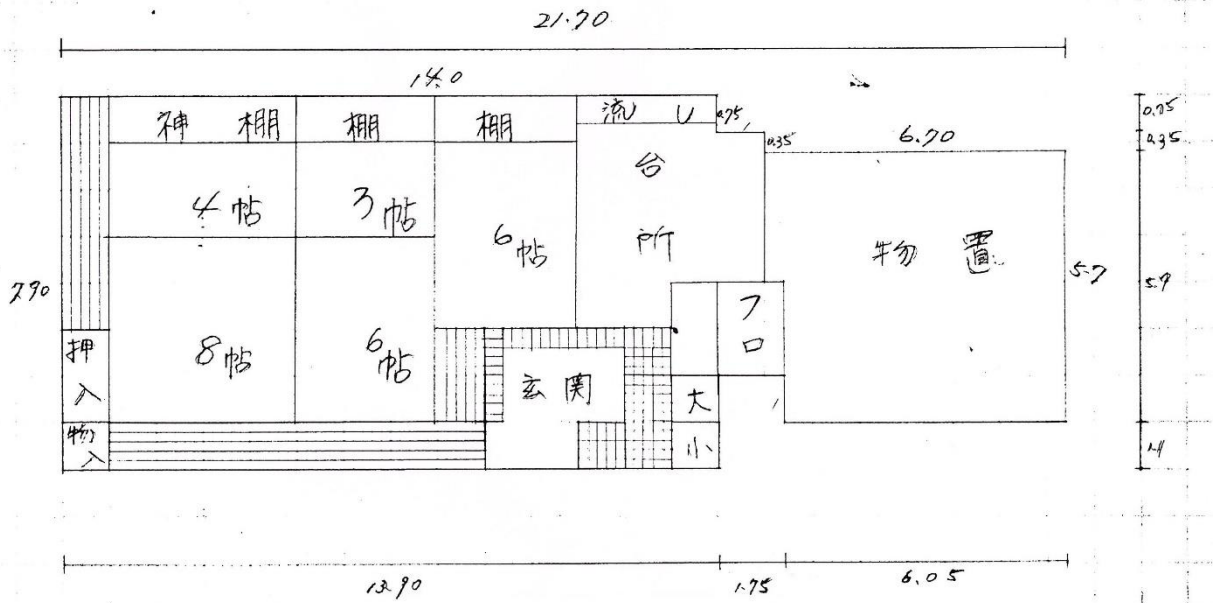 21.70
14.0
神棚
棚
棚
流し
0.75
0.35
6.70
0.75
0.35
4帖
3帖
6帖
台所
物置
5.7
5.7
7.90
押入
8帖
6帖
玄関
フロ
大
小
物入
1.4
13.90
1.75
6.05